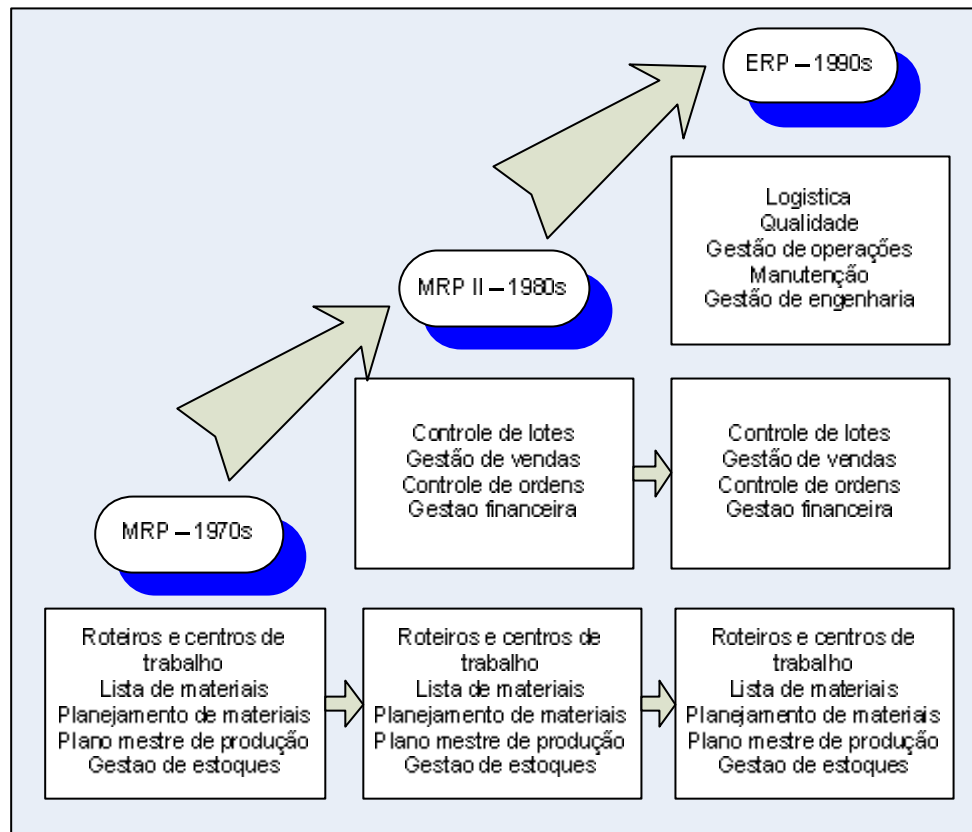 ERP – 1990s
Logistica
Qualidade
Gestão de operações
Manutenção
Gestão de engenharia
MRP II – 1980s
Controle de lotes
Gestão de vendas
Controle de ordens
Gestao financeira
Controle de lotes
Gestão de vendas
Controle de ordens
Gestao financeira
MRP – 1970s
Roteiros e centros de
trabalho
Lista de materiais
Planejamento de materiais
Plano mestre de produção
Gestao de estoques
Roteiros e centros de
trabalho
Lista de materiais
Planejamento de materiais
Plano mestre de produção
Gestao de estoques
Roteiros e centros de
trabalho
Lista de materiais
Planejamento de materiais
Plano mestre de produção
Gestao de estoques